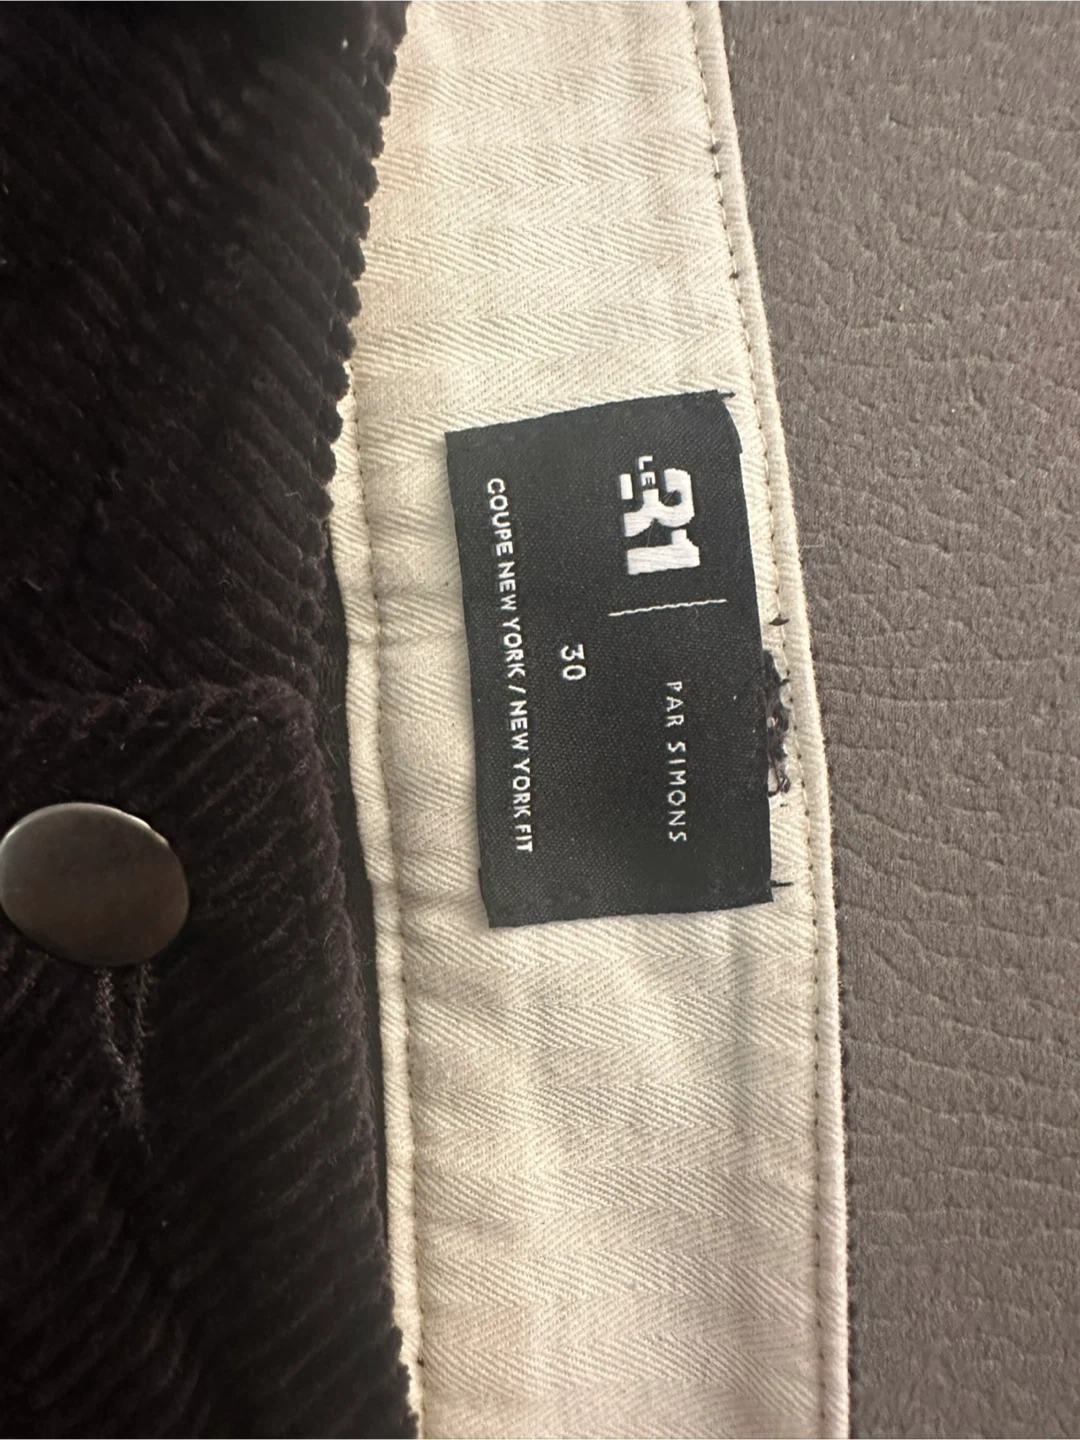 LE 31 PAR SIMONS
30
COUPE NEW YORK / NEW YORK FIT